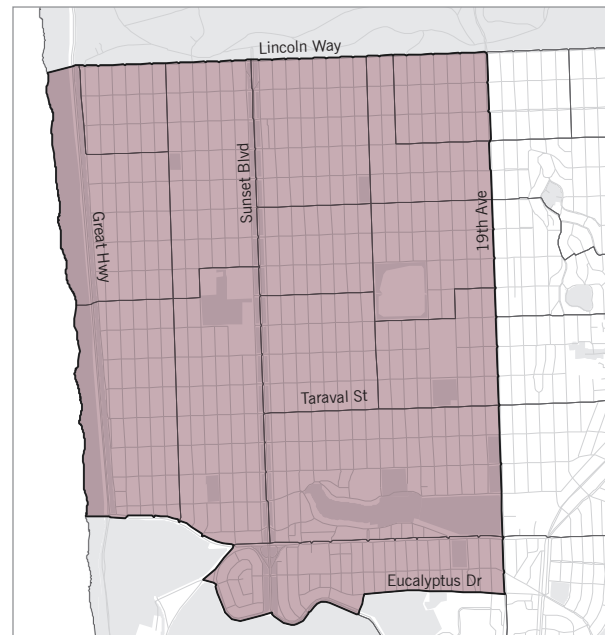 Lincoln Way
Sunset Blvd
19th Ave
Great Hwy
Taraval St
Eucalyptus Dr